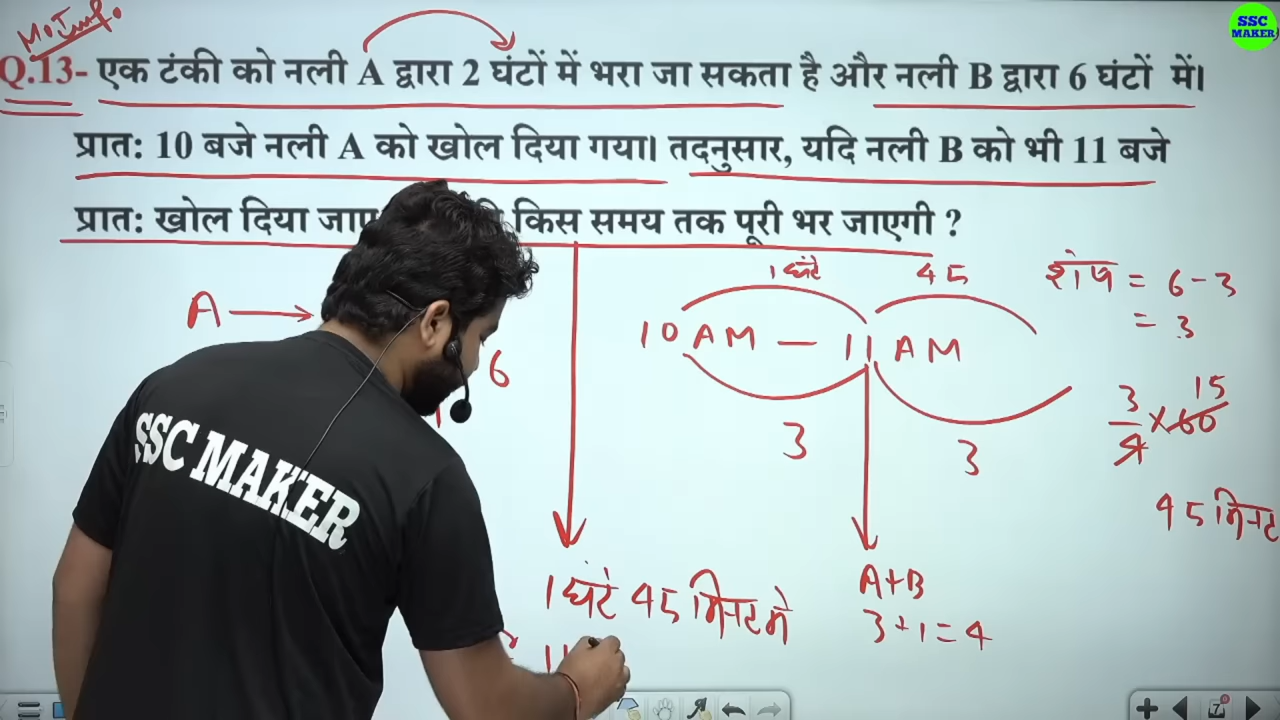 SSC MAKER
M.Imp.
Q.13- एक टंकी को नली A द्वारा 2 घंटों में भरा जा सकता है और नली B द्वारा 6 घंटों में।
प्रात: 10 बजे नली A को खोल दिया गया। तदनुसार, यदि नली B को भी 11 बजे
प्रात: खोल दिया जाए किस समय तक पूरी भर जाएगी ?
1 घंटे 45
शेष = 6 - 3
= 3
A
10 AM — 11 AM
6
3 3
3/4 × 60 15
45 मिनट
SSC MAKER
1 घंटे 45 मिनट मे
A+B
3+1=4
11